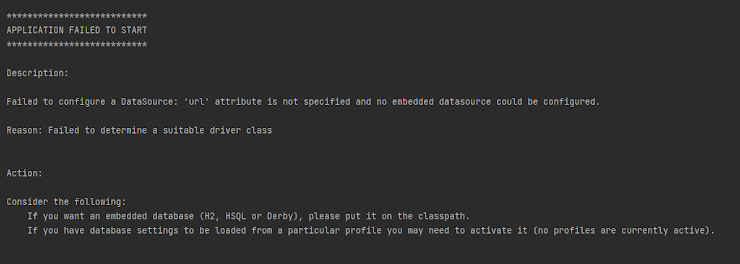 ***************************
APPLICATION FAILED TO START
***************************
Description:
Failed to configure a DataSource: 'url' attribute is not specified and no embedded datasource could be configured.
Reason: Failed to determine a suitable driver class
Action:
Consider the following:
If you want an embedded database (H2, HSQL or Derby), please put it on the classpath.
If you have database settings to be loaded from a particular profile you may need to activate it (no profiles are currently active).